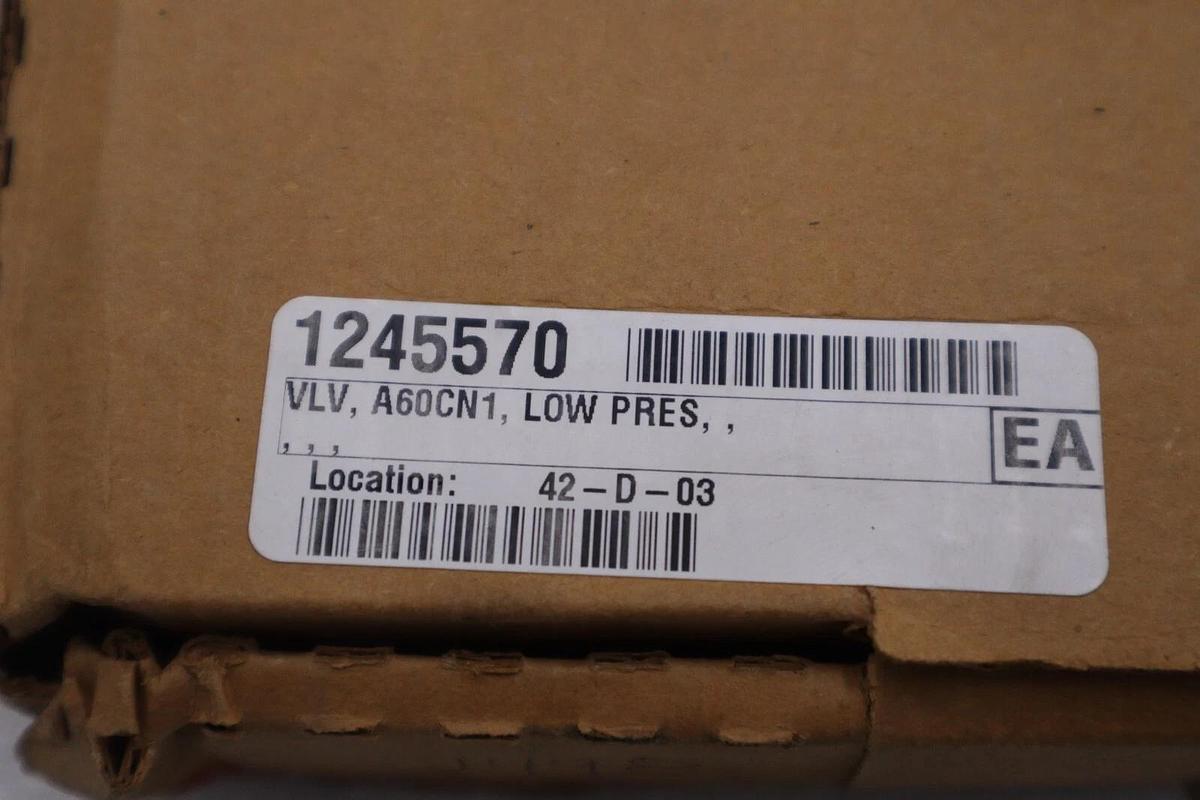 1245570
VLV, A60CN1, LOW PRES, ,
, , ,
EA
Location: 42-D-03